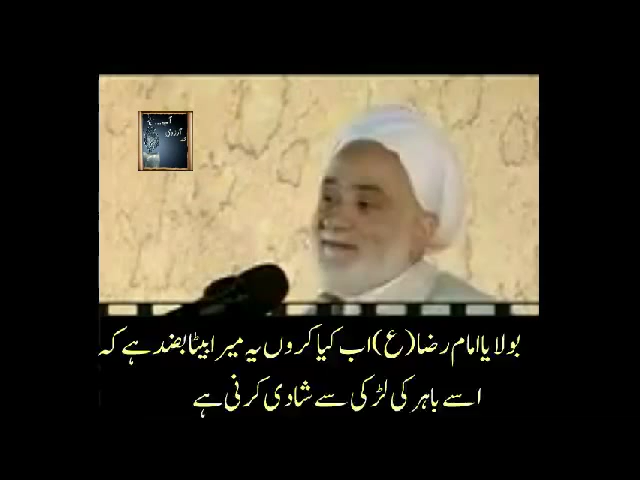 آرزوی
بولا یا امام رضا(ع) اب کیا کروں یہ میرا بیٹا بضد ہے کہ
اسے باہر کی لڑکی سے شادی کرنی ہے